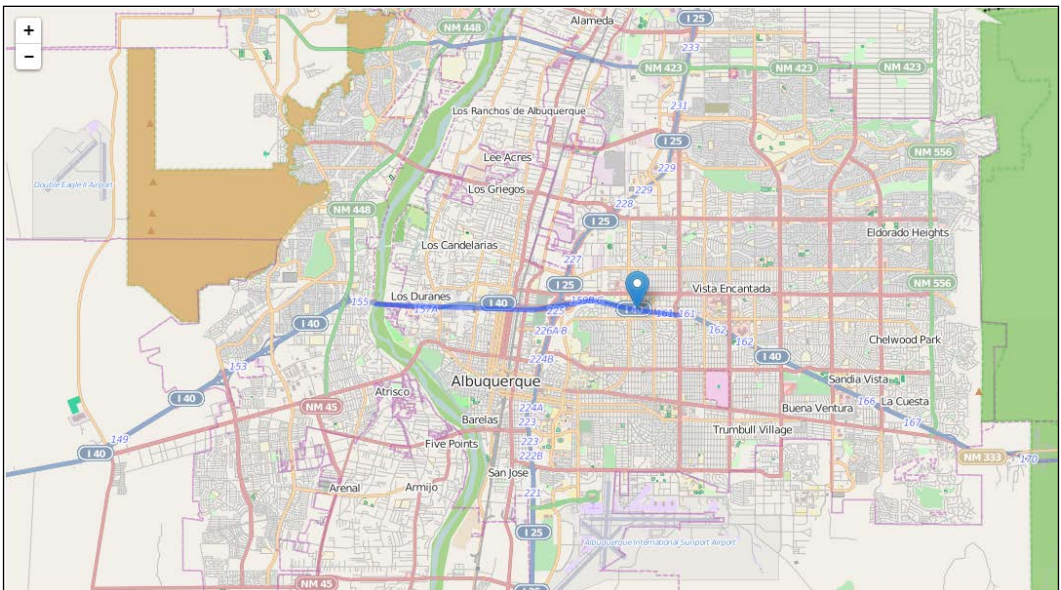 +
−
Alameda
I 25
NM 448
233
NM 423
NM 423
NM 423
231
Los Ranchos de Albuquerque
I 25
Lee Acres
NM 556
229
Double Eagle II Airport
Los Griegos
229
228
NM 448
I 25
Eldorado Heights
Los Candelarias
227
I 25
Vista Encantada
NM 556
155
Los Duranes
I 40
159B-C
157A
225
I 40
161
161
I 40
226A-B
162
162
Chelwood Park
224B
I 40
153
Albuquerque
Sandia Vista
Atrisco
I 40
166
La Cuesta
NM 45
224A
Buena Ventura
Barelas
223
167
Trumbull Village
149
Five Points
223
I 40
222B
NM 333
170
San Jose
Arenal
Armijo
221
I 25
Albuquerque International Sunport Airport
NM 45
I 25